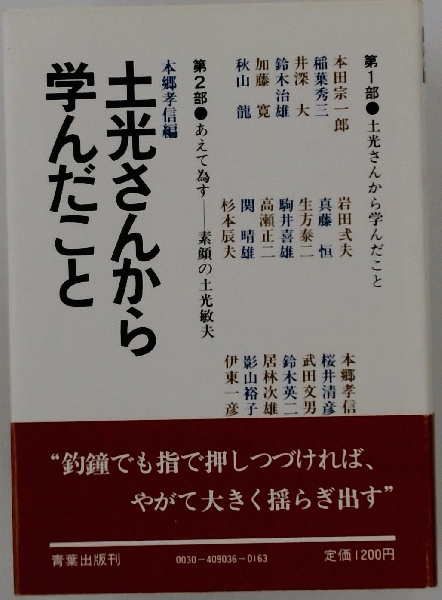 第1部●土光さんから学んだこと
本田宗一郎 岩田弐夫 本郷孝信
稲葉秀三 真藤恒 桜井清彦
井深大 生方泰二 武田文男
鈴木治雄 駒井喜雄 鈴木英二
加藤寛 高瀬正二 居林次雄
秋山龍 関晴雄 影山裕子
杉本辰夫 伊東一彦
第2部●あえて為す──素顔の土光敏夫
本郷孝信編
土光さんから
学んだこと
“釣鐘でも指で押しつづければ、
やがて大きく揺らぎ出す”
青葉出版刊 0030-409036-0163 定価1200円